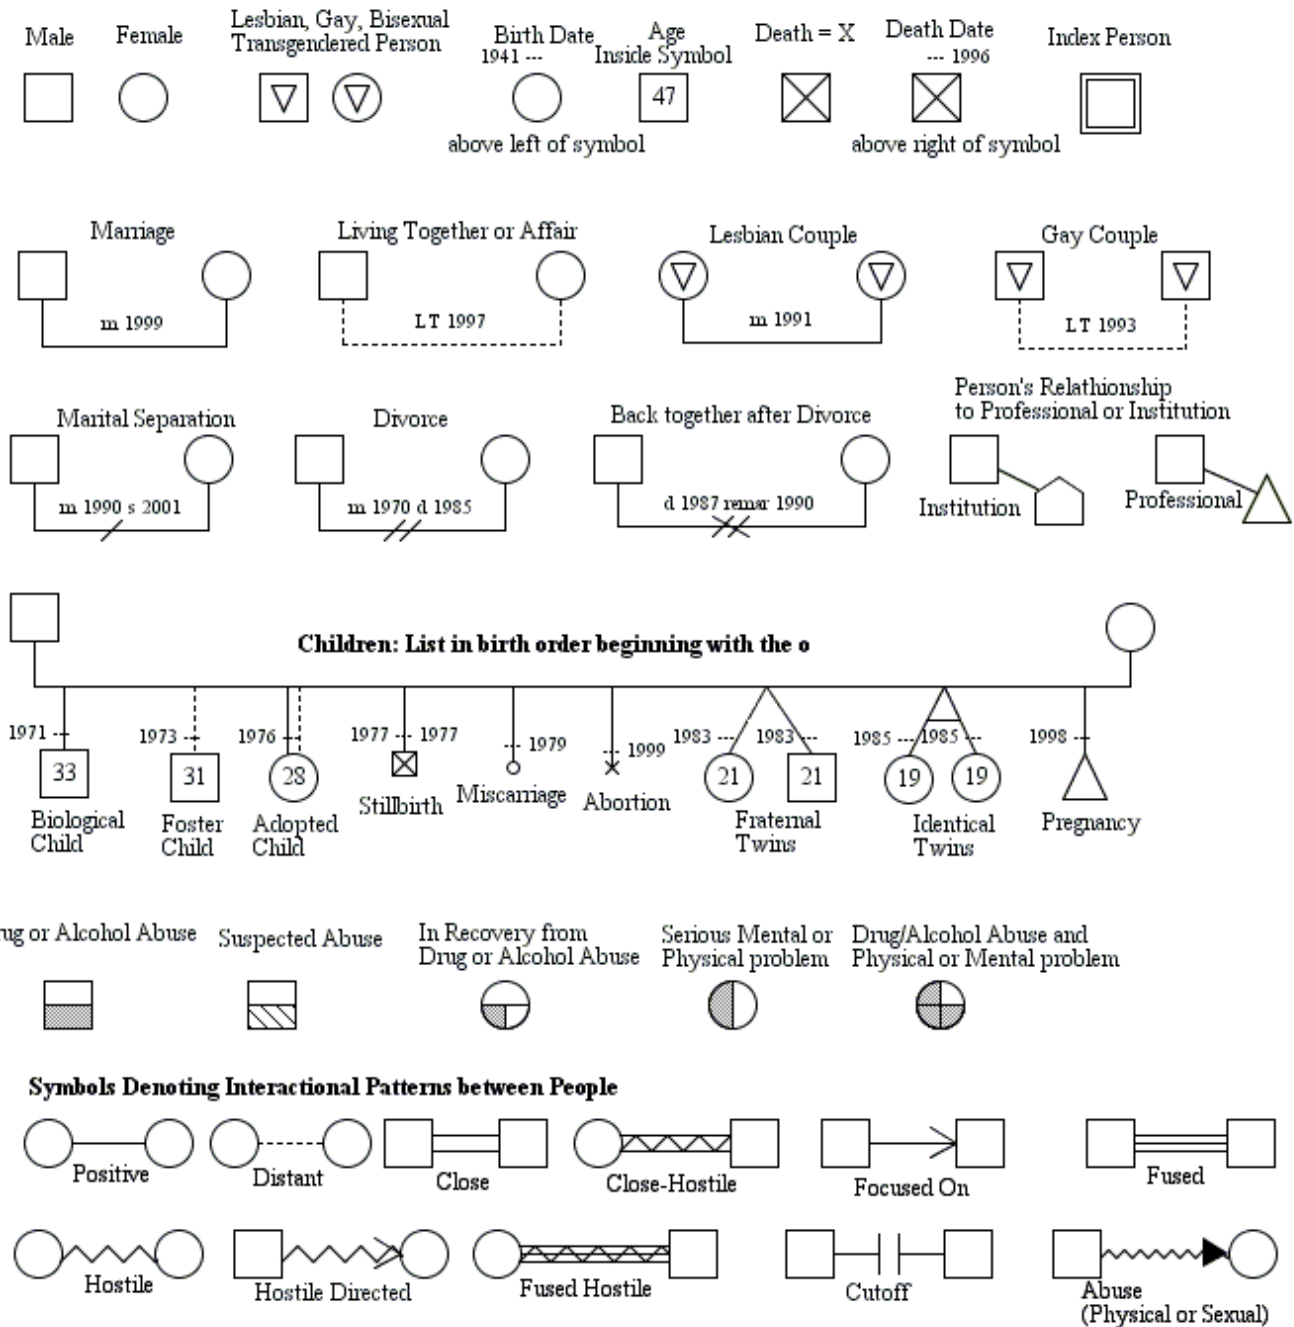 Male
Female
Lesbian, Gay, Bisexual
Transgendered Person
Birth Date
1941 ---
above left of symbol
Age
Inside Symbol
47
Death = X
Death Date
--- 1996
above right of symbol
Index Person
Marriage
m 1999
Living Together or Affair
LT 1997
Lesbian Couple
m 1991
Gay Couple
LT 1993
Marital Separation
m 1990 s 2001
Divorce
m 1970 d 1985
Back together after Divorce
d 1987 remar 1990
Person's Relathionship
to Professional or Institution
Institution
Professional
Children: List in birth order beginning with the o
1971 ---
33
Biological
Child
1973 ---
31
Foster
Child
1976 ---
28
Adopted
Child
1977 --- 1977
Stillbirth
--- 1979
Miscarriage
--- 1999
Abortion
1983 ---
1983 ---
21
21
Fraternal
Twins
1985 ---
1985 ---
19
19
Identical
Twins
1998 ---
Pregnancy
rug or Alcohol Abuse
Suspected Abuse
In Recovery from
Drug or Alcohol Abuse
Serious Mental or
Physical problem
Drug/Alcohol Abuse and
Physical or Mental problem
Symbols Denoting Interactional Patterns between People
Positive
Distant
Close
Close-Hostile
Focused On
Fused
Hostile
Hostile Directed
Fused Hostile
Cutoff
Abuse
(Physical or Sexual)